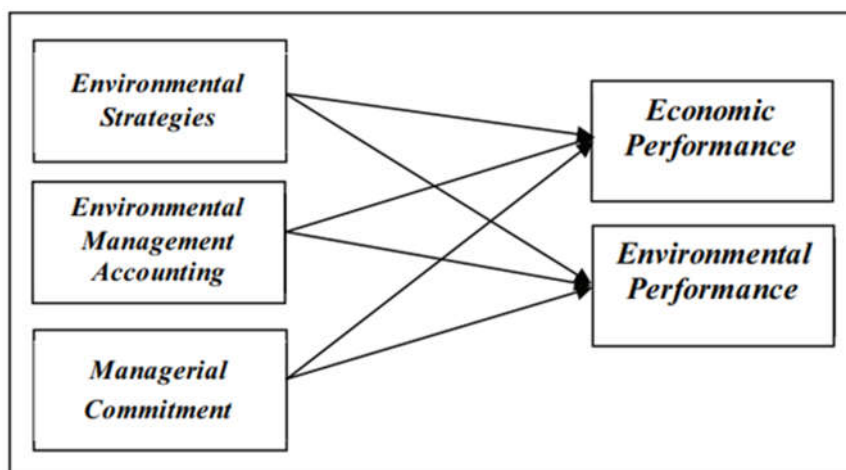 Environmental
Strategies
Environmental
Management
Accounting
Managerial
Commitment
Economic
Performance
Environmental
Performance